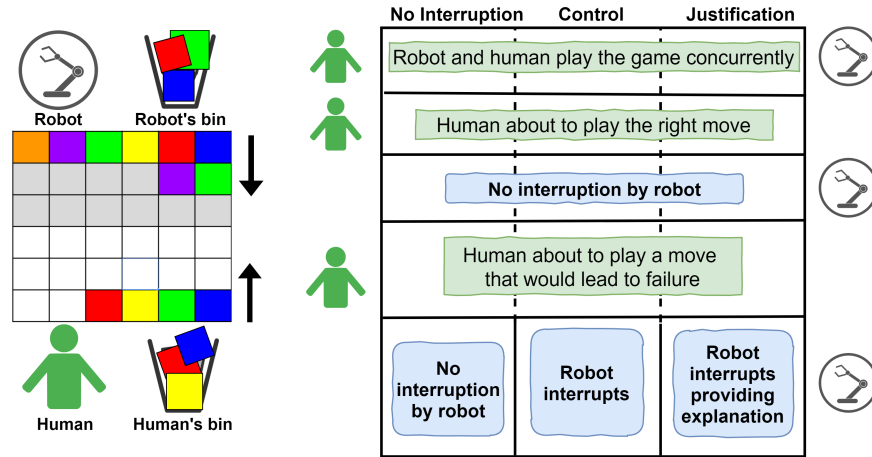 Robot
Robot's bin
Human
Human's bin
No Interruption
Control
Justification
Robot and human play the game concurrently
Human about to play the right move
No interruption by robot
Human about to play a move
that would lead to failure
No
interruption
by robot
Robot
interrupts
Robot
interrupts
providing
explanation